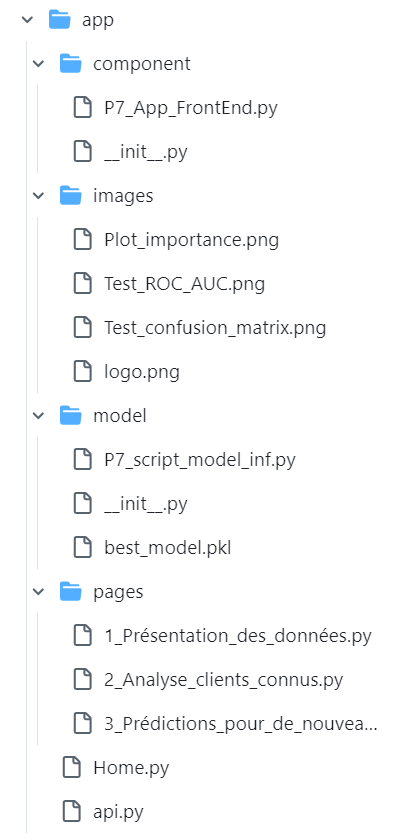 app
component
P7_App_FrontEnd.py
__init__.py
images
Plot_importance.png
Test_ROC_AUC.png
Test_confusion_matrix.png
logo.png
model
P7_script_model_inf.py
__init__.py
best_model.pkl
pages
1_Présentation_des_données.py
2_Analyse_clients_connus.py
3_Prédictions_pour_de_nouvea...
Home.py
api.py